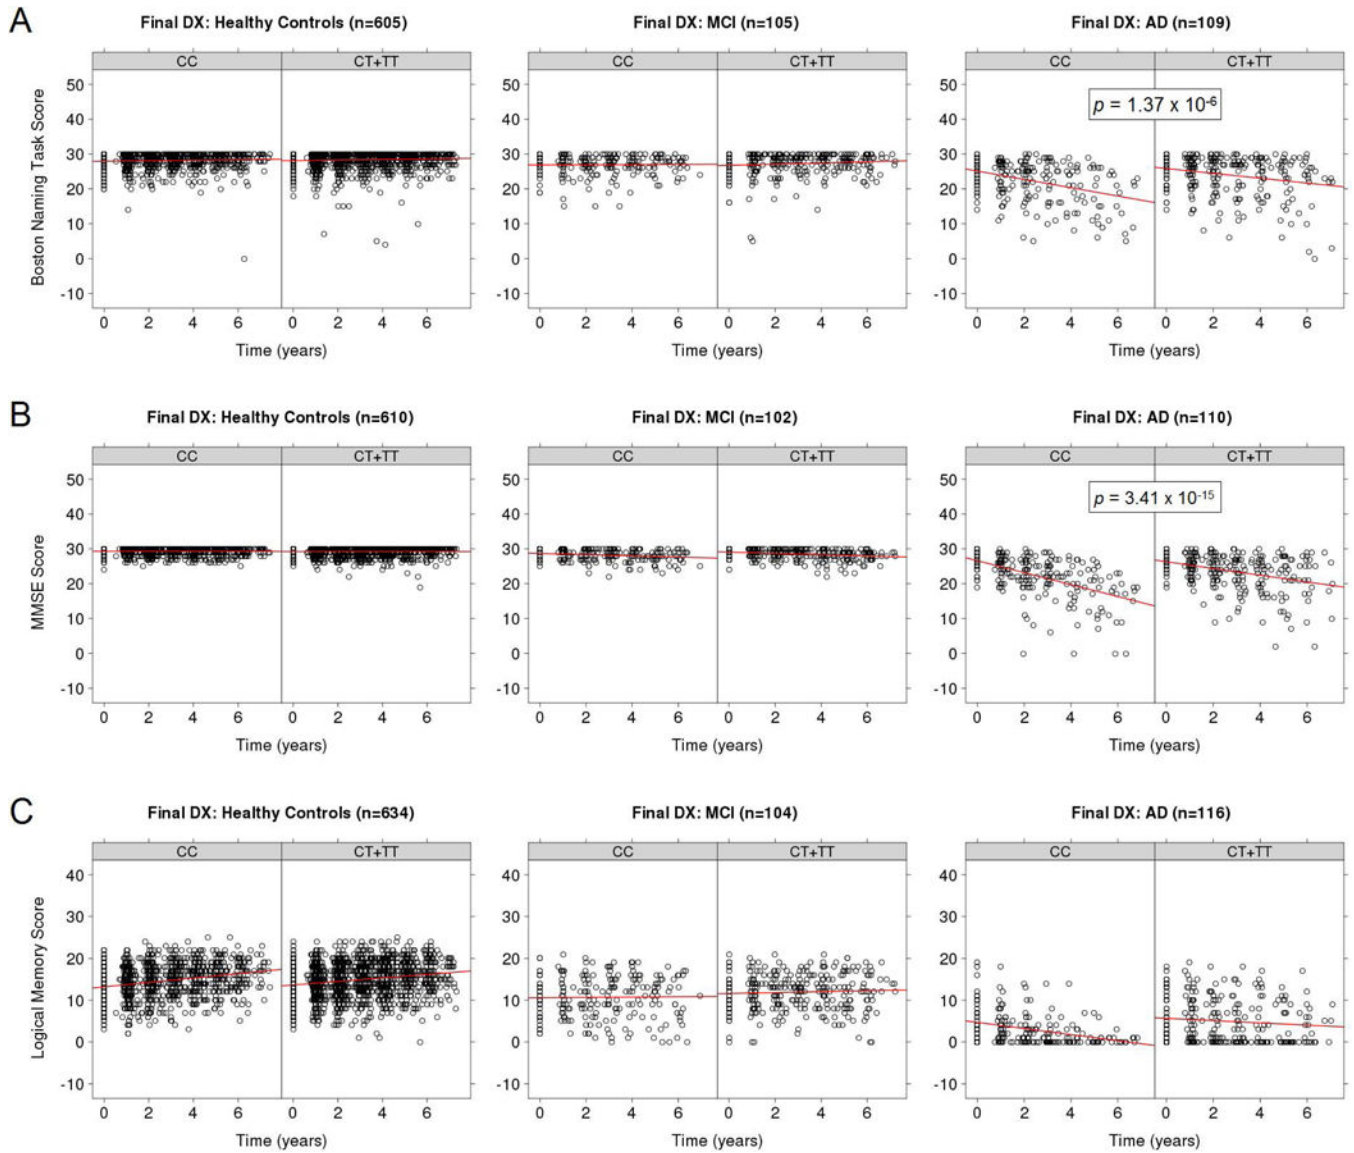 A
Final DX: Healthy Controls (n=605) Final DX: MCI (n=105) Final DX: AD (n=109)
CC CT+TT CC CT+TT CC CT+TT
p = 1.37 x 10-6
50 50 50
40 40 40
30 30 30
20 20 20
10 10 10
0 0 0
-10 -10 -10
Boston Naming Task Score
0 2 4 6 0 2 4 6 0 2 4 6 0 2 4 6 0 2 4 6 0 2 4 6
Time (years) Time (years) Time (years)
B
Final DX: Healthy Controls (n=610) Final DX: MCI (n=102) Final DX: AD (n=110)
CC CT+TT CC CT+TT CC CT+TT
p = 3.41 x 10-15
50 50 50
40 40 40
30 30 30
20 20 20
10 10 10
0 0 0
-10 -10 -10
MMSE Score
0 2 4 6 0 2 4 6 0 2 4 6 0 2 4 6 0 2 4 6 0 2 4 6
Time (years) Time (years) Time (years)
C
Final DX: Healthy Controls (n=634) Final DX: MCI (n=104) Final DX: AD (n=116)
CC CT+TT CC CT+TT CC CT+TT
40 40 40
30 30 30
20 20 20
10 10 10
0 0 0
-10 -10 -10
Logical Memory Score
0 2 4 6 0 2 4 6 0 2 4 6 0 2 4 6 0 2 4 6 0 2 4 6
Time (years) Time (years) Time (years)